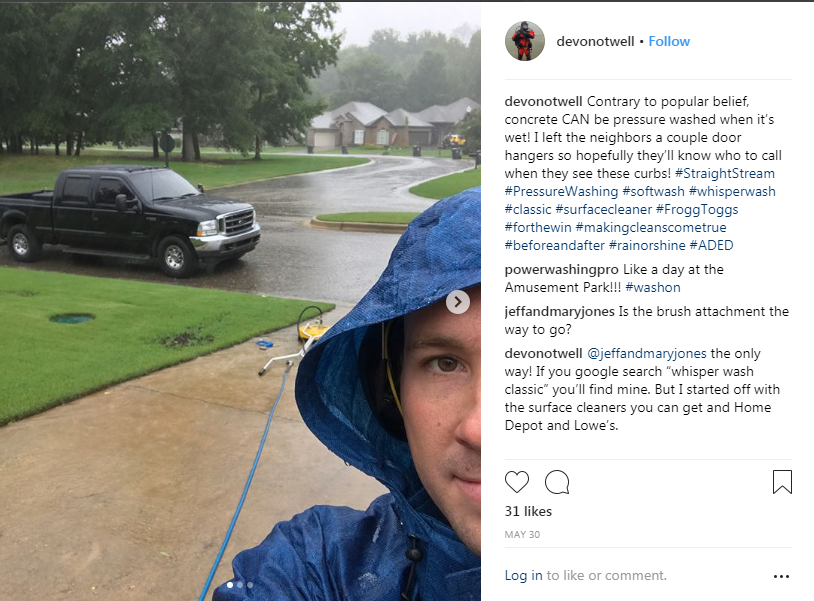 devonotwell • Follow
devonotwell Contrary to popular belief,
concrete CAN be pressure washed when it's
wet! I left the neighbors a couple door
hangers so hopefully they'll know who to call
when they see these curbs! #StraightStream
#PressureWashing #softwash #whisperwash
#classic #surfacecleaner #FroggToggs
#forthewin #makingcleanscometrue
#beforeandafter #rainorshine #ADED
powerwashingpro Like a day at the
Amusement Park!!! #washon
jeffandmaryjones Is the brush attachment the
way to go?
devonotwell @jeffandmaryjones the only
way! If you google search “whisper wash
classic” you'll find mine. But I started off with
the surface cleaners you can get and Home
Depot and Lowe's.
31 likes
MAY 30
Log in to like or comment.